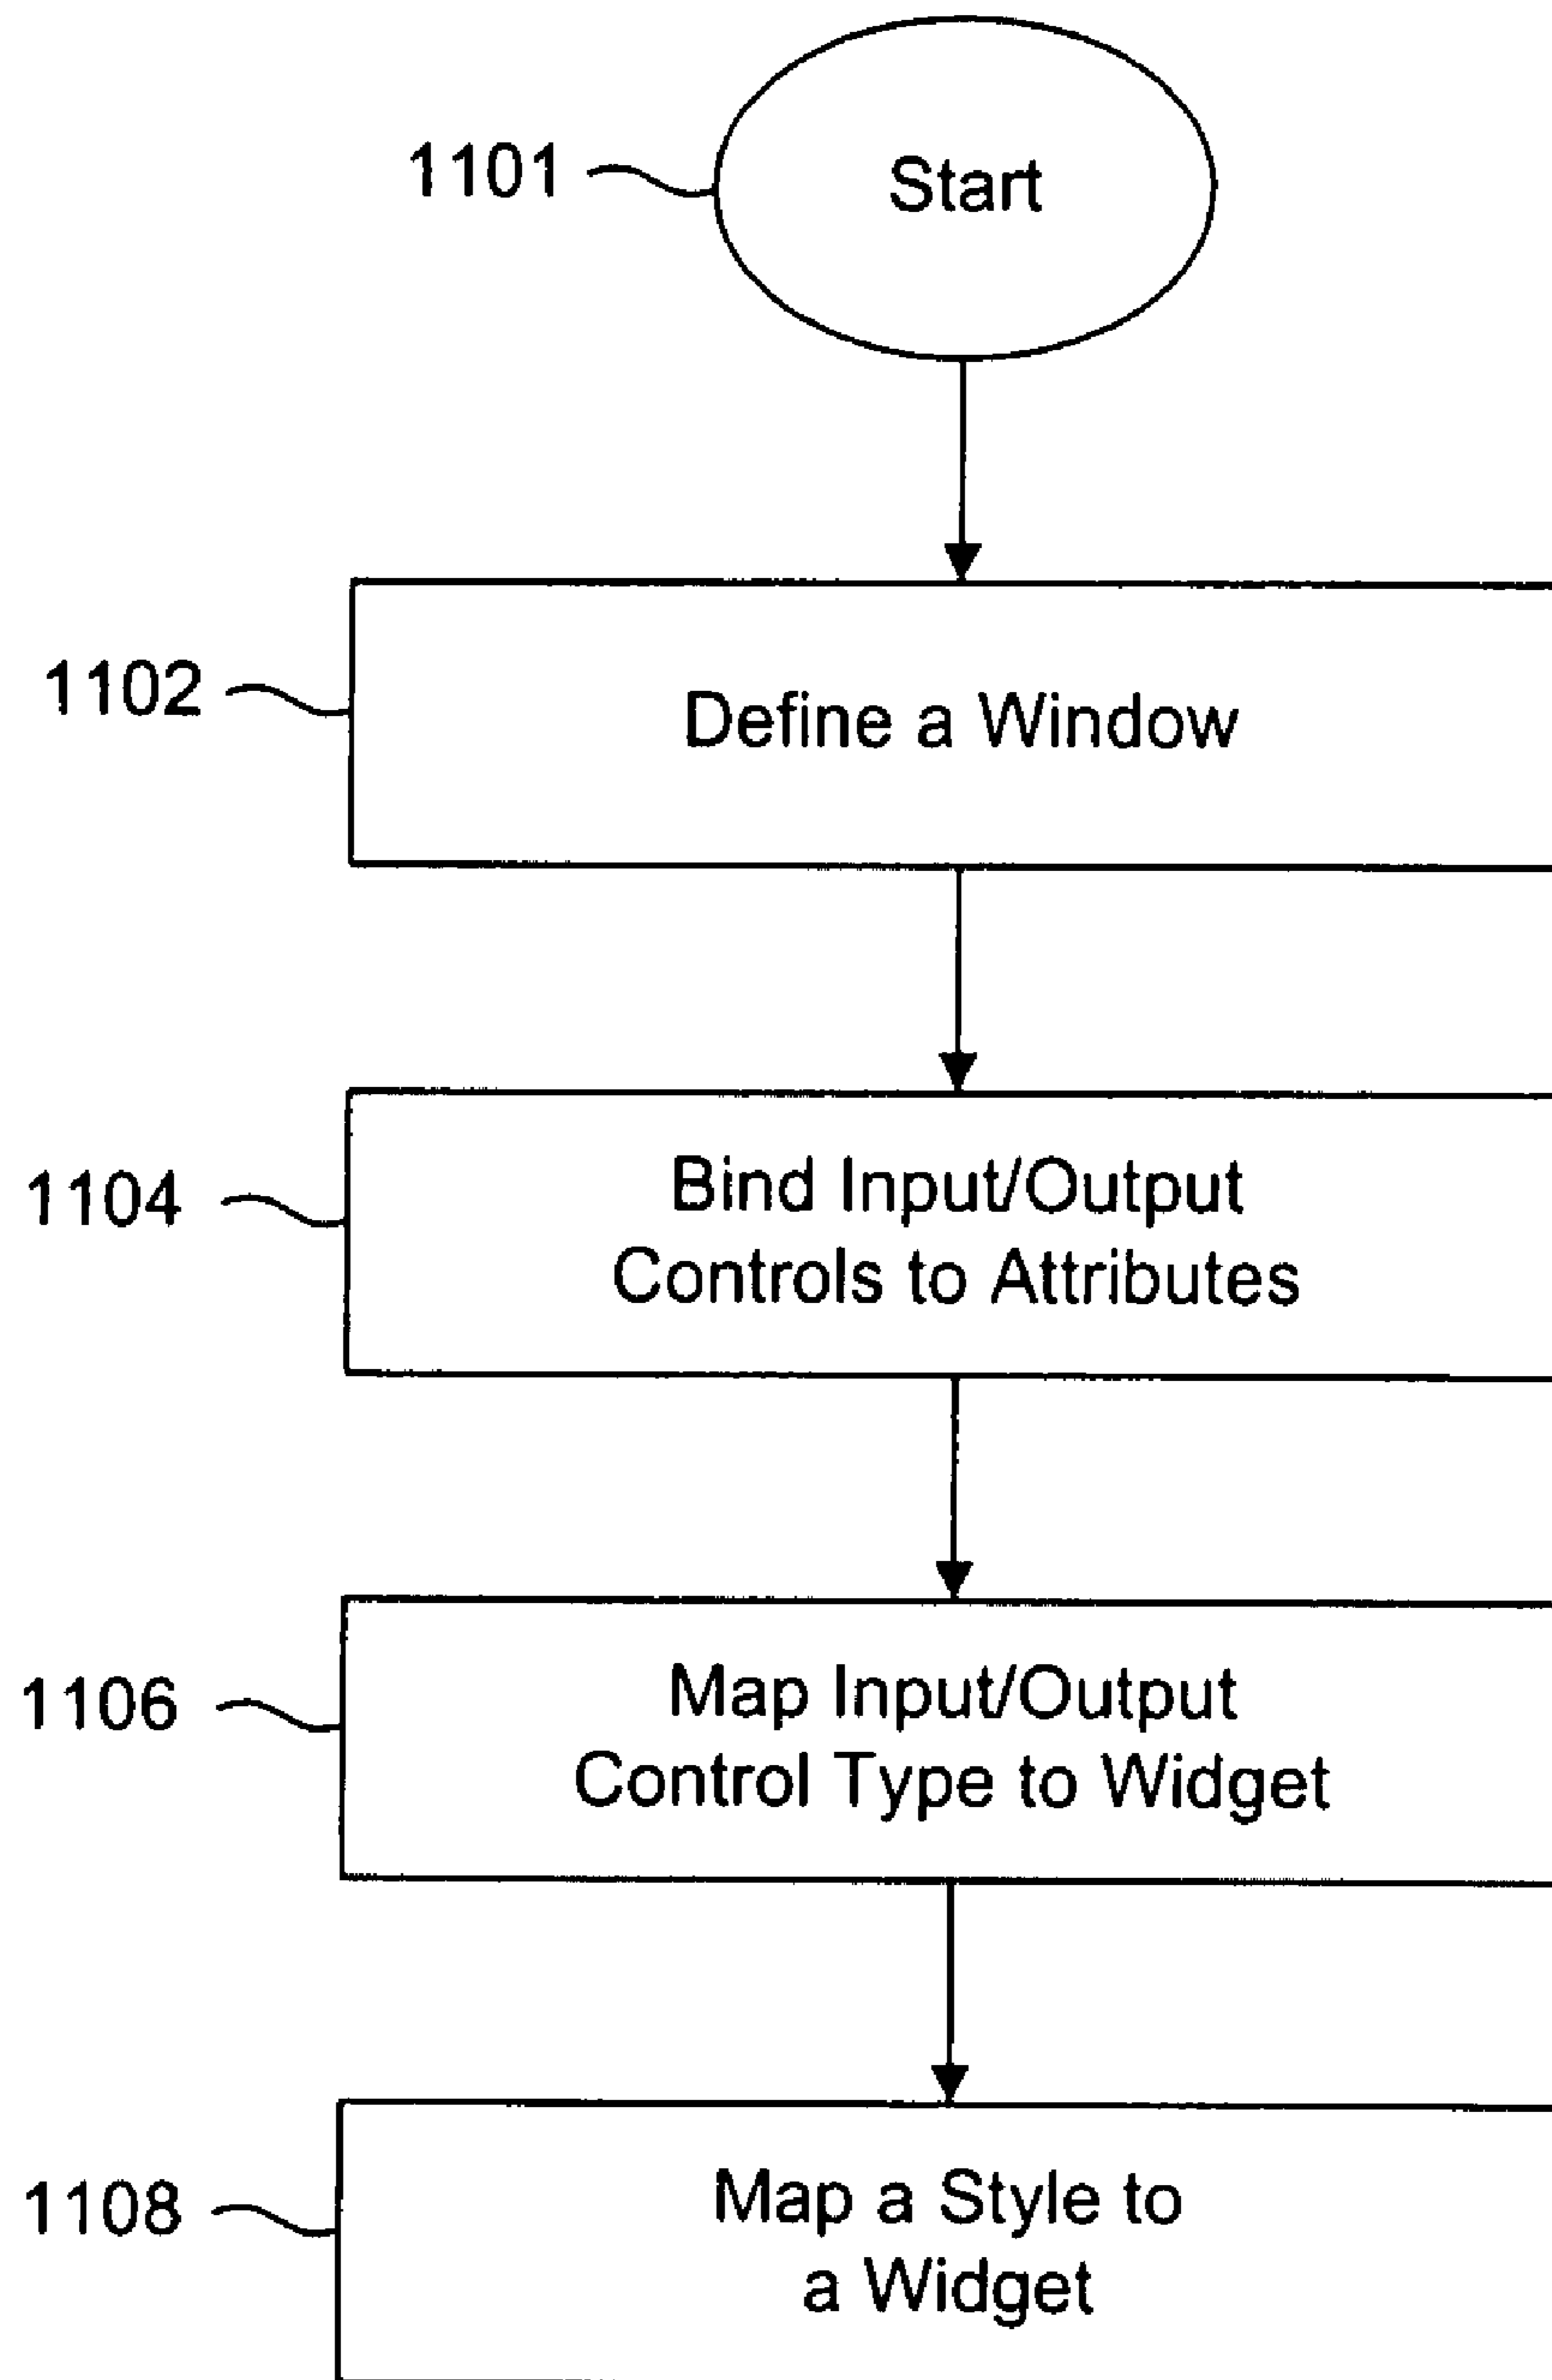 1101
Start
1102
Define a Window
1104
Bind Input/Output
Controls to Attributes
1106
Map Input/Output
Control Type to Widget
1108
Map a Style to
a Widget